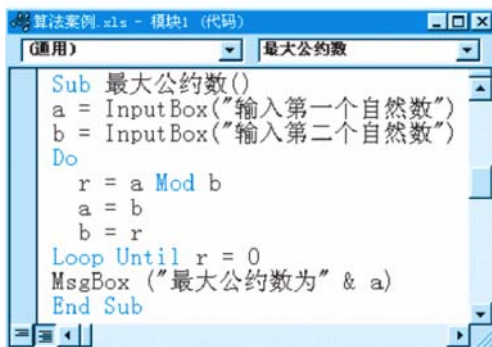 算法案例.xls - 模块1 (代码)
(通用) 最大公约数
Sub 最大公约数()
a = InputBox("输入第一个自然数")
b = InputBox("输入第二个自然数")
Do
r = a Mod b
a = b
b = r
Loop Until r = 0
MsgBox ("最大公约数为" & a)
End Sub